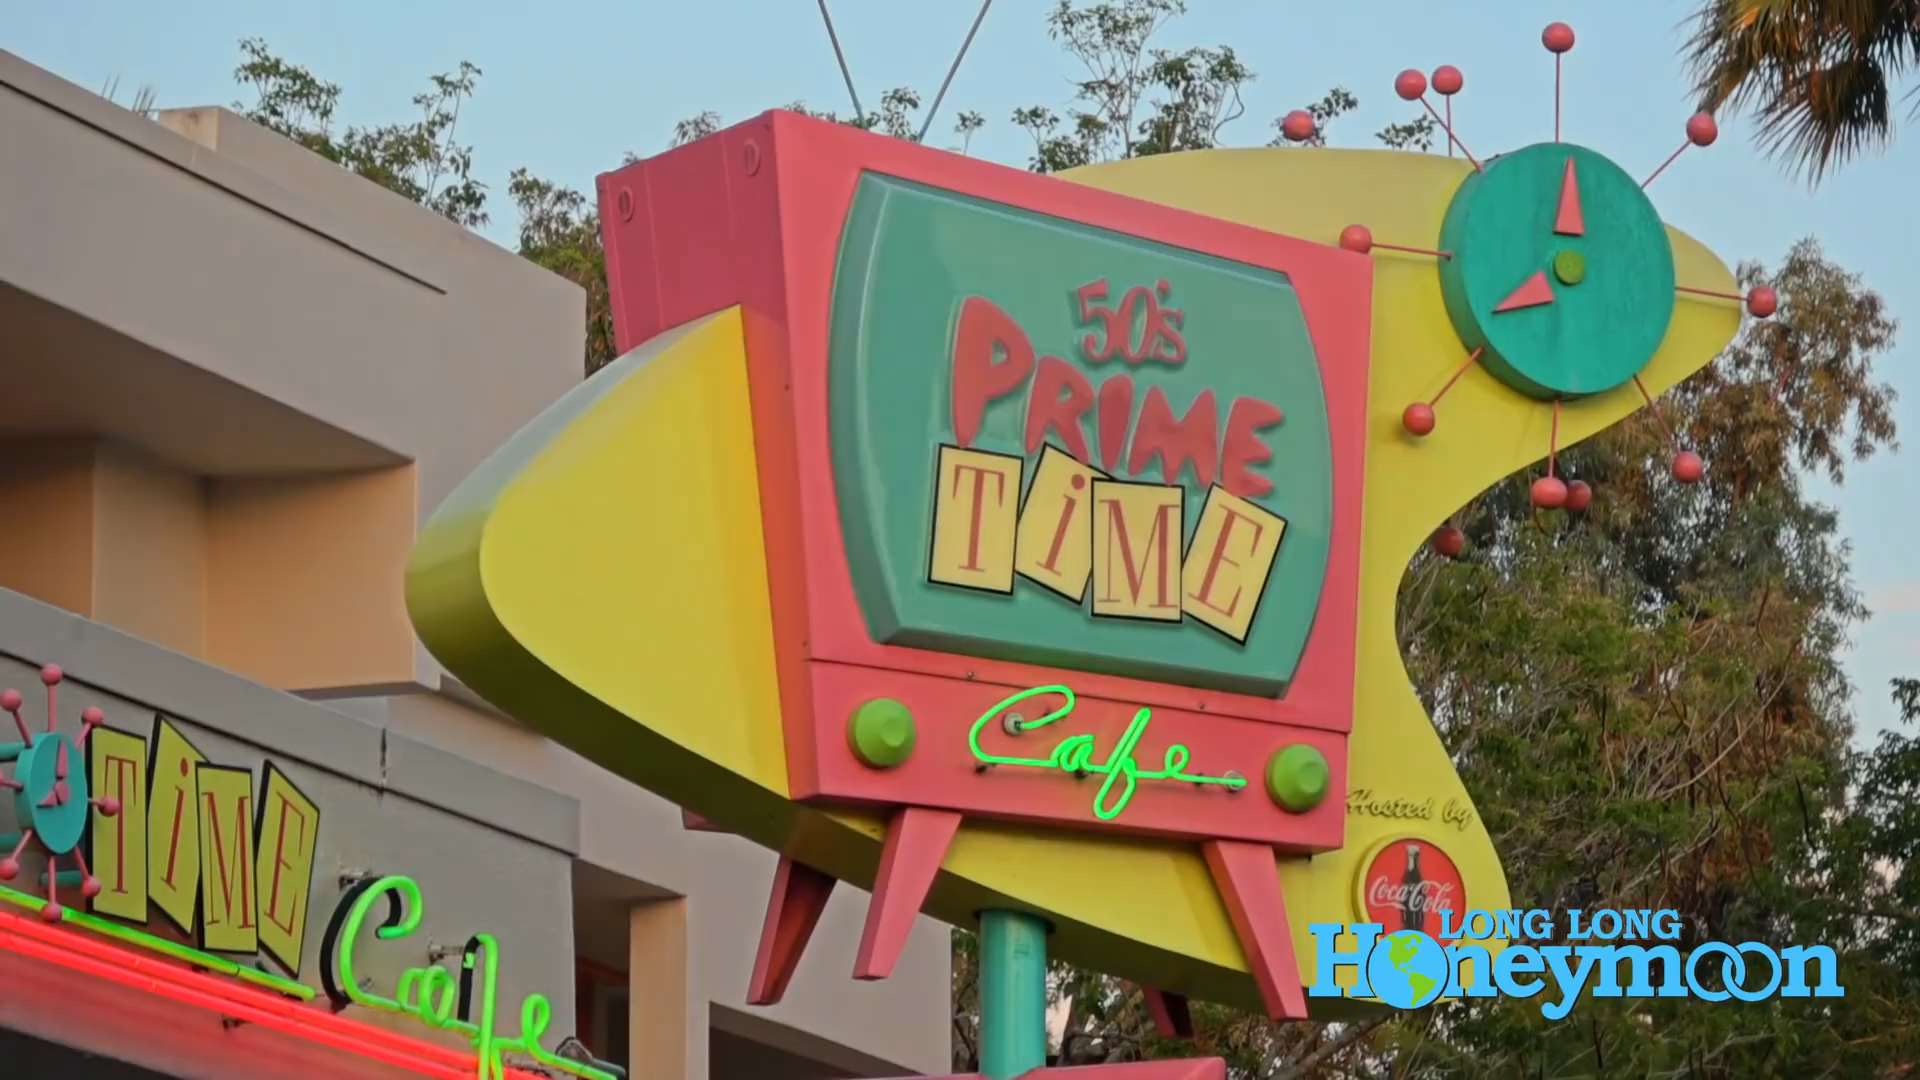 50's
PRIME
TiME
Cafe
Hosted by
Coca-Cola
TiME
Cafe
LONG LONG
Honeymoon